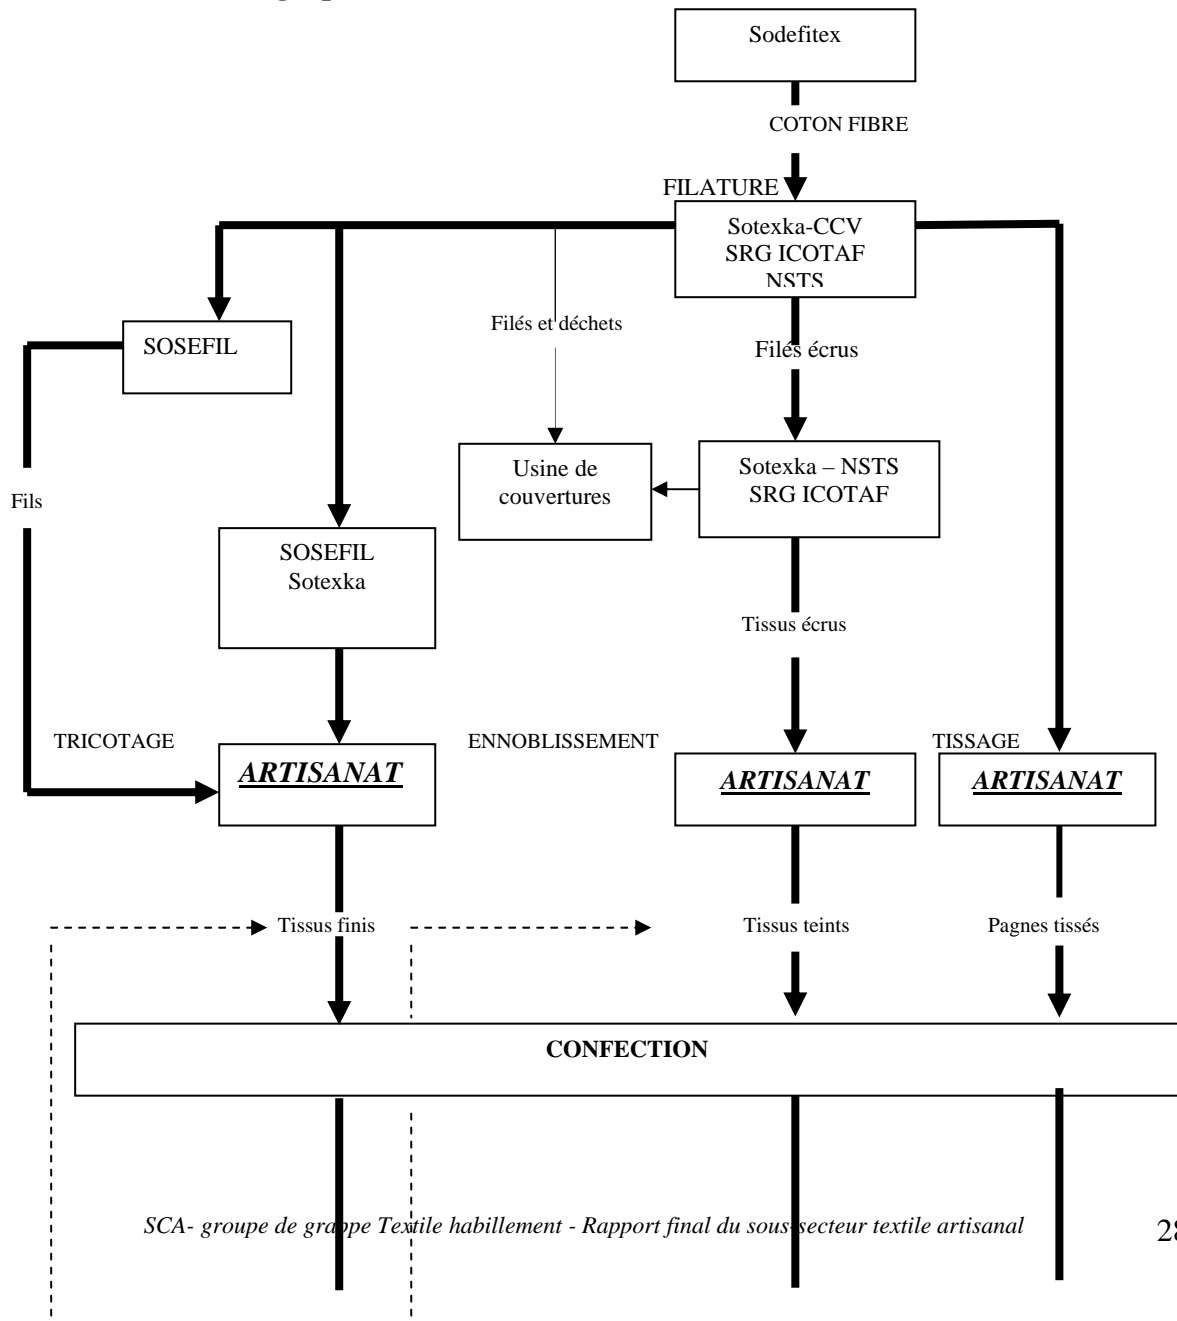 Sodefitex
COTON FIBRE
FILATURE
Sotexka-CCV
SRG ICOTAF
NSTS
Filés et déchets
SOSEFIL
Filés écrus
Usine de
couvertures
Sotexka – NSTS
SRG ICOTAF
Fils
SOSEFIL
Sotexka
Tissus écrus
TRICOTAGE
ENNOBLISSEMENT
TISSAGE
ARTISANAT
ARTISANAT
ARTISANAT
Tissus finis
Tissus teints
Pagnes tissés
CONFECTION
SCA- groupe de grappe Textile habillement - Rapport final du sous-secteur textile artisanal
28